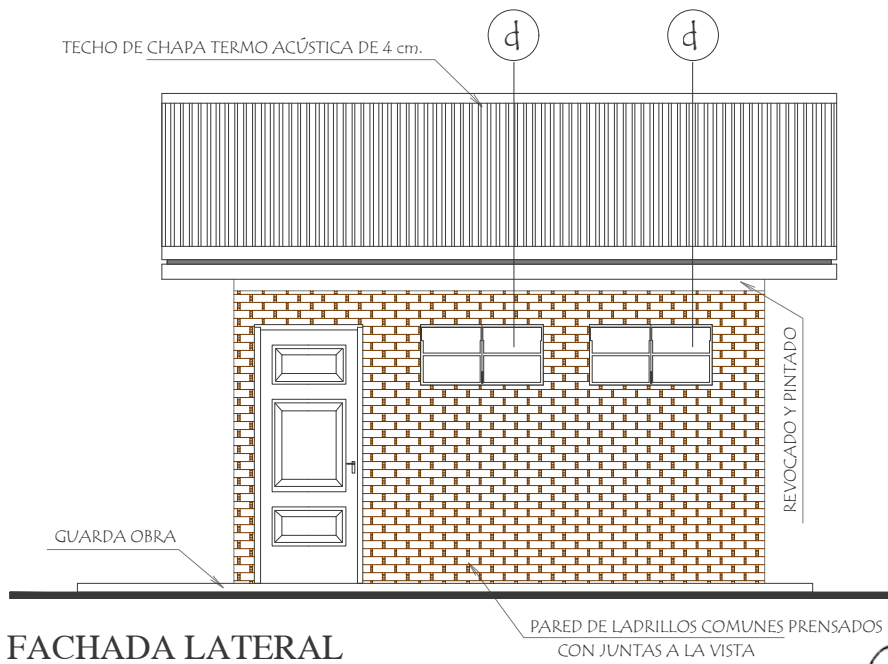 d
d
TECHO DE CHAPA TERMO ACÚSTICA DE 4 cm.
REVOCADO Y PINTADO
GUARDA OBRA
PARED DE LADRILLOS COMUNES PRENSADOS
CON JUNTAS A LA VISTA
FACHADA LATERAL